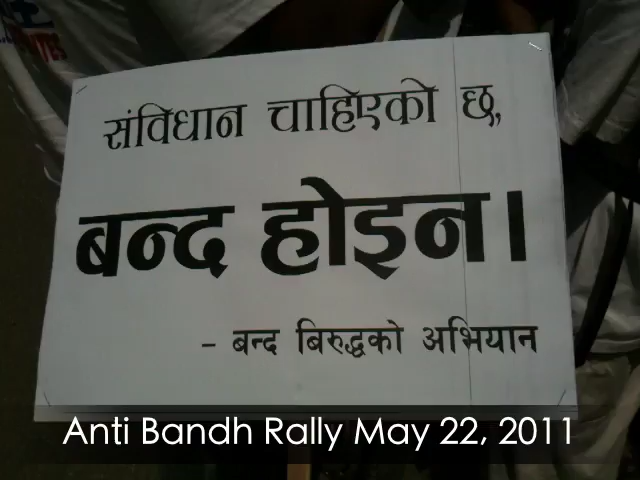 संविधान चाहिएको छ,
बन्द होइन।
- बन्द बिरुद्धको अभियान
Anti Bandh Rally May 22, 2011